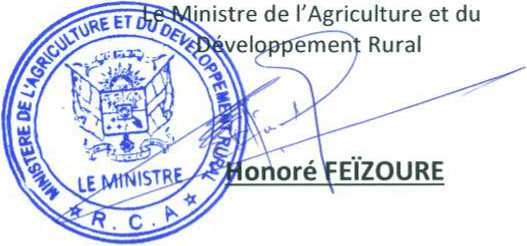 Le Ministre de l'Agriculture et du
Développement Rural
MINISTERE DE L'AGRICULTURE ET DU DEVELOPPEMENT RURAL
LE MINISTRE
★ R.C.A ★
Honoré FEÏZOURE